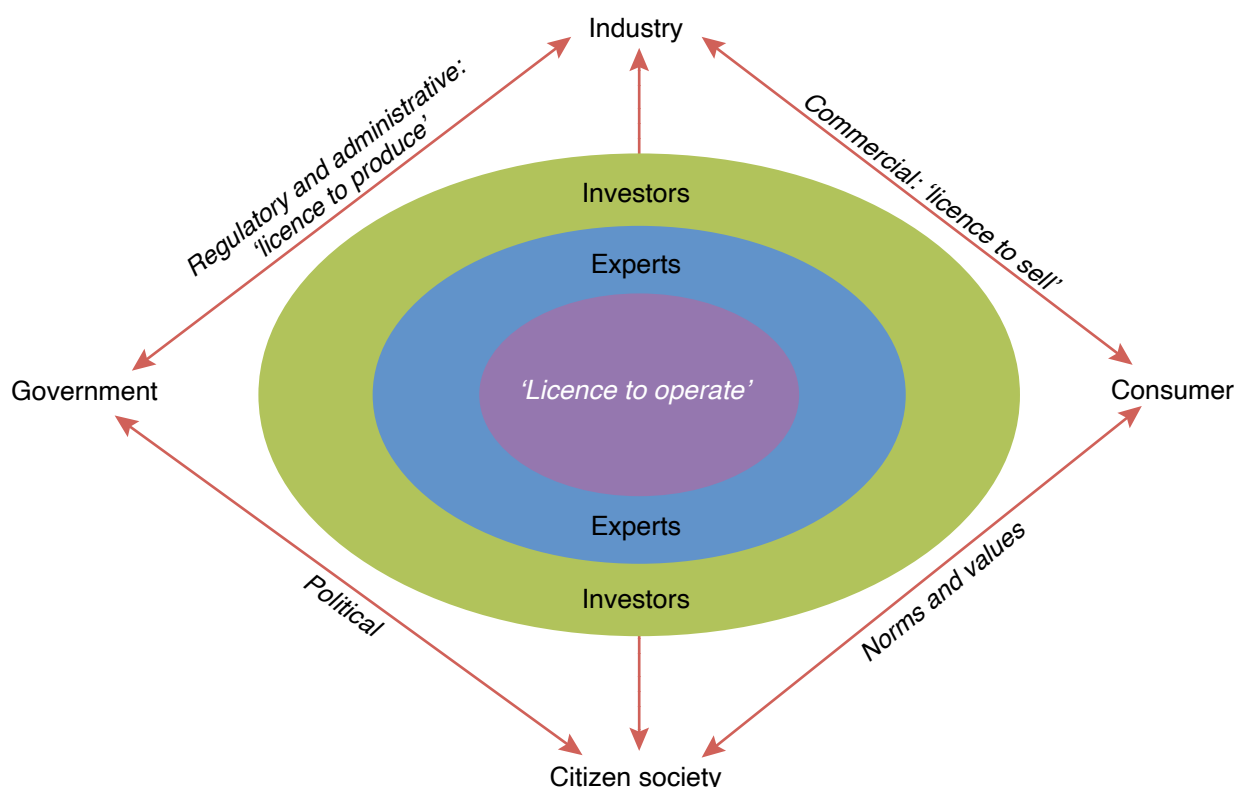 Industry
Regulatory and administrative:
‘licence to produce’
Commercial: ‘licence to sell’
Investors
Experts
Government
‘Licence to operate’
Consumer
Experts
Investors
Political
Norms and values
Citizen society